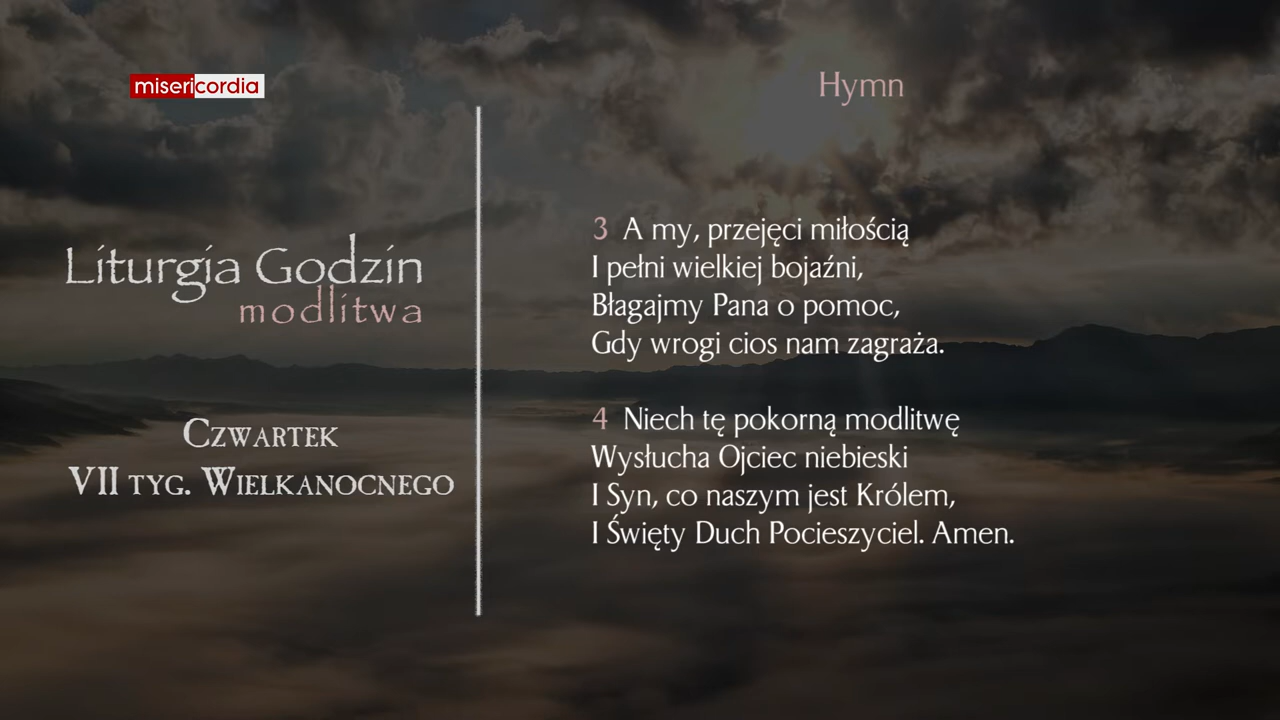 misericordia
Liturgia Godzin
modlitwa
Czwartek
VII tyg. Wielkanocnego
Hymn
3 A my, przejęci miłością
I pełni wielkiej bojaźni,
Błagajmy Pana o pomoc,
Gdy wrogi cios nam zagraża.
4 Niech tę pokorną modlitwę
Wysłucha Ojciec niebieski
I Syn, co naszym jest Królem,
I Święty Duch Pocieszyciel. Amen.